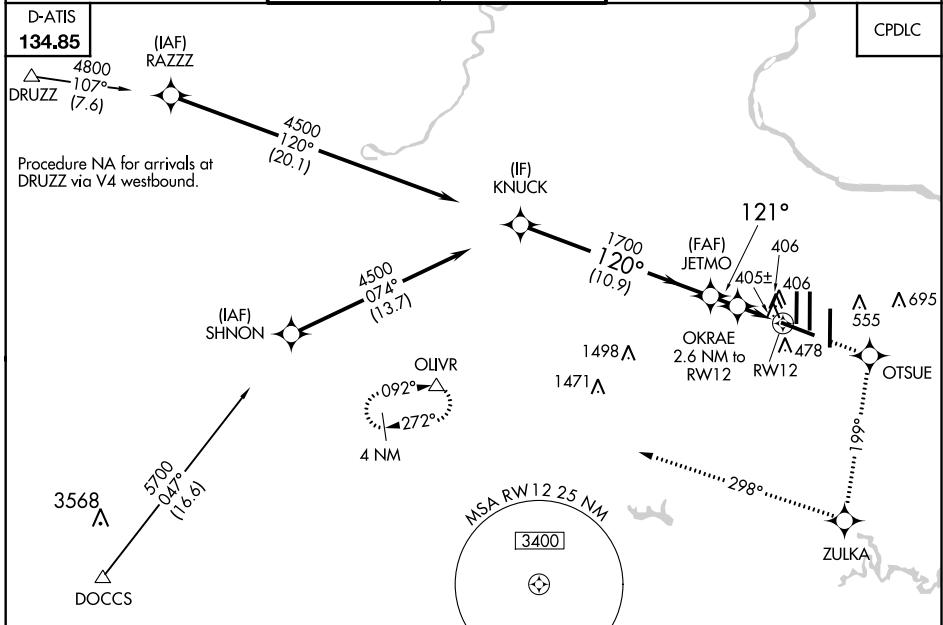 D-ATIS
134.85
CPDLC
(IAF)
RAZZZ
DRUZZ
4800
107°
(7.6)
4500
120°
(20.1)
Procedure NA for arrivals at
DRUZZ via V4 westbound.
(IF)
KNUCK
1700
120°
(10.9)
121°
(FAF)
JETMO
406
405±
406
695
555
4500
074°
(13.7)
(IAF)
SHNON
OKRAE
2.6 NM to
RW12
RW12
478
OTSUE
1498
1471
OLIVR
092°
272°
4 NM
199°
298°
5700
047°
(16.6)
3568
DOCCS
MSA RW12 25 NM
3400
ZULKA